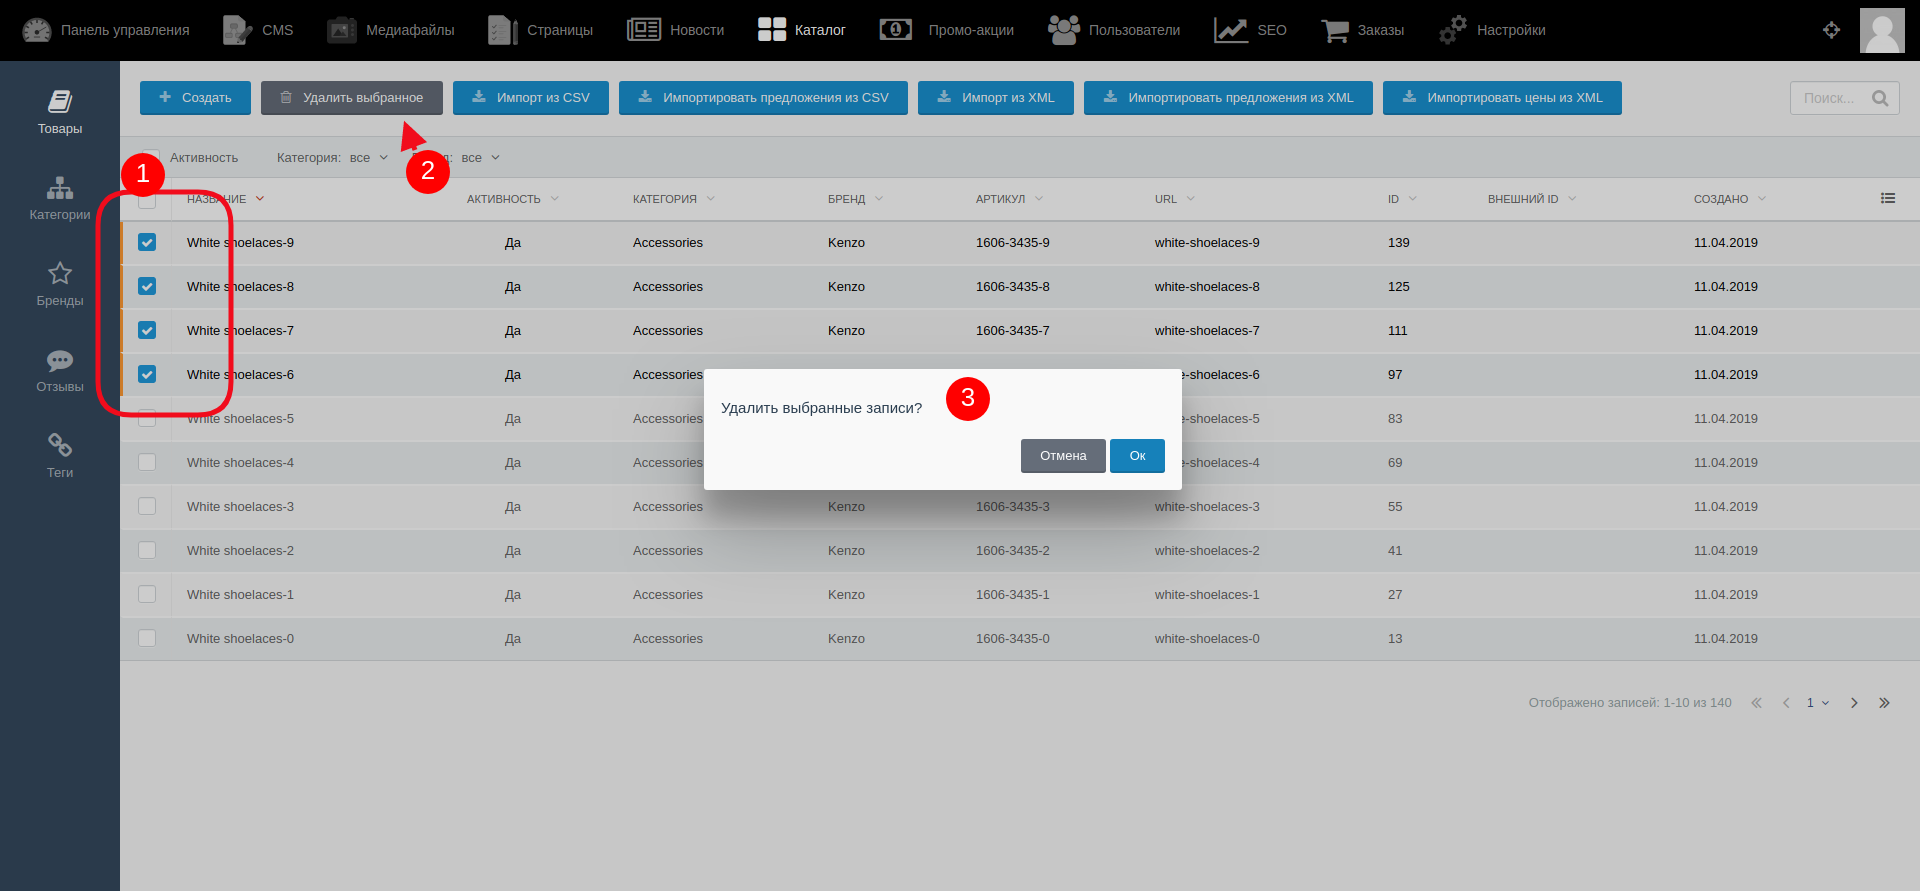 Панель управления CMS Медиафайлы Страницы Новости Каталог Промо-акции Пользователи SEO Заказы Настройки
Товары
Категории
Бренды
Отзывы
Теги
Создать Удалить выбранное Импорт из CSV Импортировать предложения из CSV Импорт из XML Импортировать предложения из XML Импортировать цены из XML Поиск...
Активность Категория: все все
1 2
НАЗВАНИЕ АКТИВНОСТЬ КАТЕГОРИЯ БРЕНД АРТИКУЛ URL ID ВНЕШНИЙ ID СОЗДАНО
White shoelaces-9 Да Accessories Kenzo 1606-3435-9 white-shoelaces-9 139 11.04.2019
White shoelaces-8 Да Accessories Kenzo 1606-3435-8 white-shoelaces-8 125 11.04.2019
White shoelaces-7 Да Accessories Kenzo 1606-3435-7 white-shoelaces-7 111 11.04.2019
White shoelaces-6 Да Accessories e-shoelaces-6 97 11.04.2019
White shoelaces-5 Да Accessories e-shoelaces-5 83 11.04.2019
White shoelaces-4 Да Accessories e-shoelaces-4 69 11.04.2019
White shoelaces-3 Да Accessories Kenzo 1606-3435-3 white-shoelaces-3 55 11.04.2019
White shoelaces-2 Да Accessories Kenzo 1606-3435-2 white-shoelaces-2 41 11.04.2019
White shoelaces-1 Да Accessories Kenzo 1606-3435-1 white-shoelaces-1 27 11.04.2019
White shoelaces-0 Да Accessories Kenzo 1606-3435-0 white-shoelaces-0 13 11.04.2019
Удалить выбранные записи? 3
Отмена Ок
Отображено записей: 1-10 из 140 1